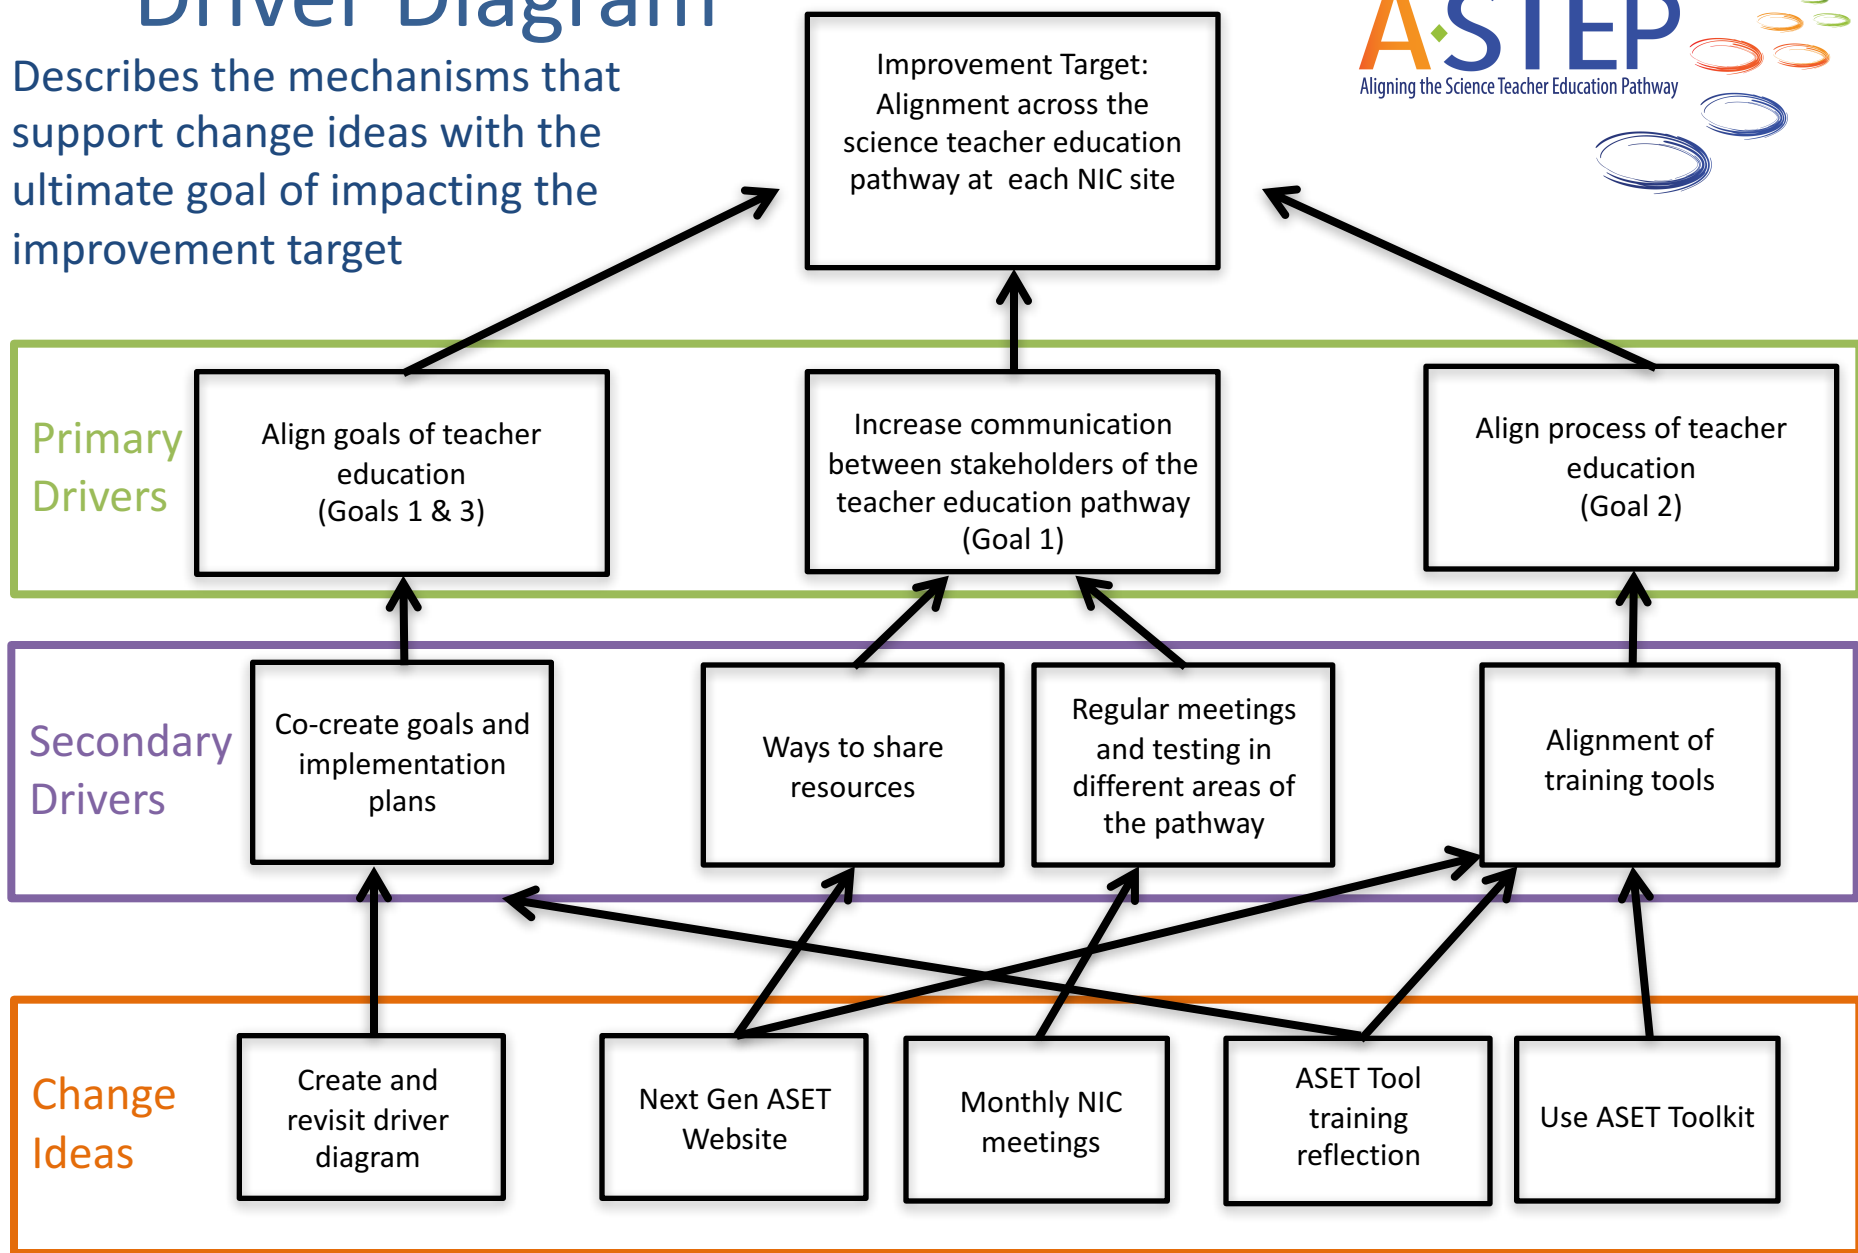 Driver Diagram
Describes the mechanisms that
support change ideas with the
ultimate goal of impacting the
improvement target
A STEP
Aligning the Science Teacher Education Pathway
Improvement Target:
Alignment across the
science teacher education
pathway at each NIC site
Primary
Drivers
Align goals of teacher
education
(Goals 1 & 3)
Increase communication
between stakeholders of the
teacher education pathway
(Goal 1)
Align process of teacher
education
(Goal 2)
Secondary
Drivers
Co-create goals and
implementation
plans
Ways to share
resources
Regular meetings
and testing in
different areas of
the pathway
Alignment of
training tools
Change
Ideas
Create and
revisit driver
diagram
Next Gen ASET
Website
Monthly NIC
meetings
ASET Tool
training
reflection
Use ASET Toolkit